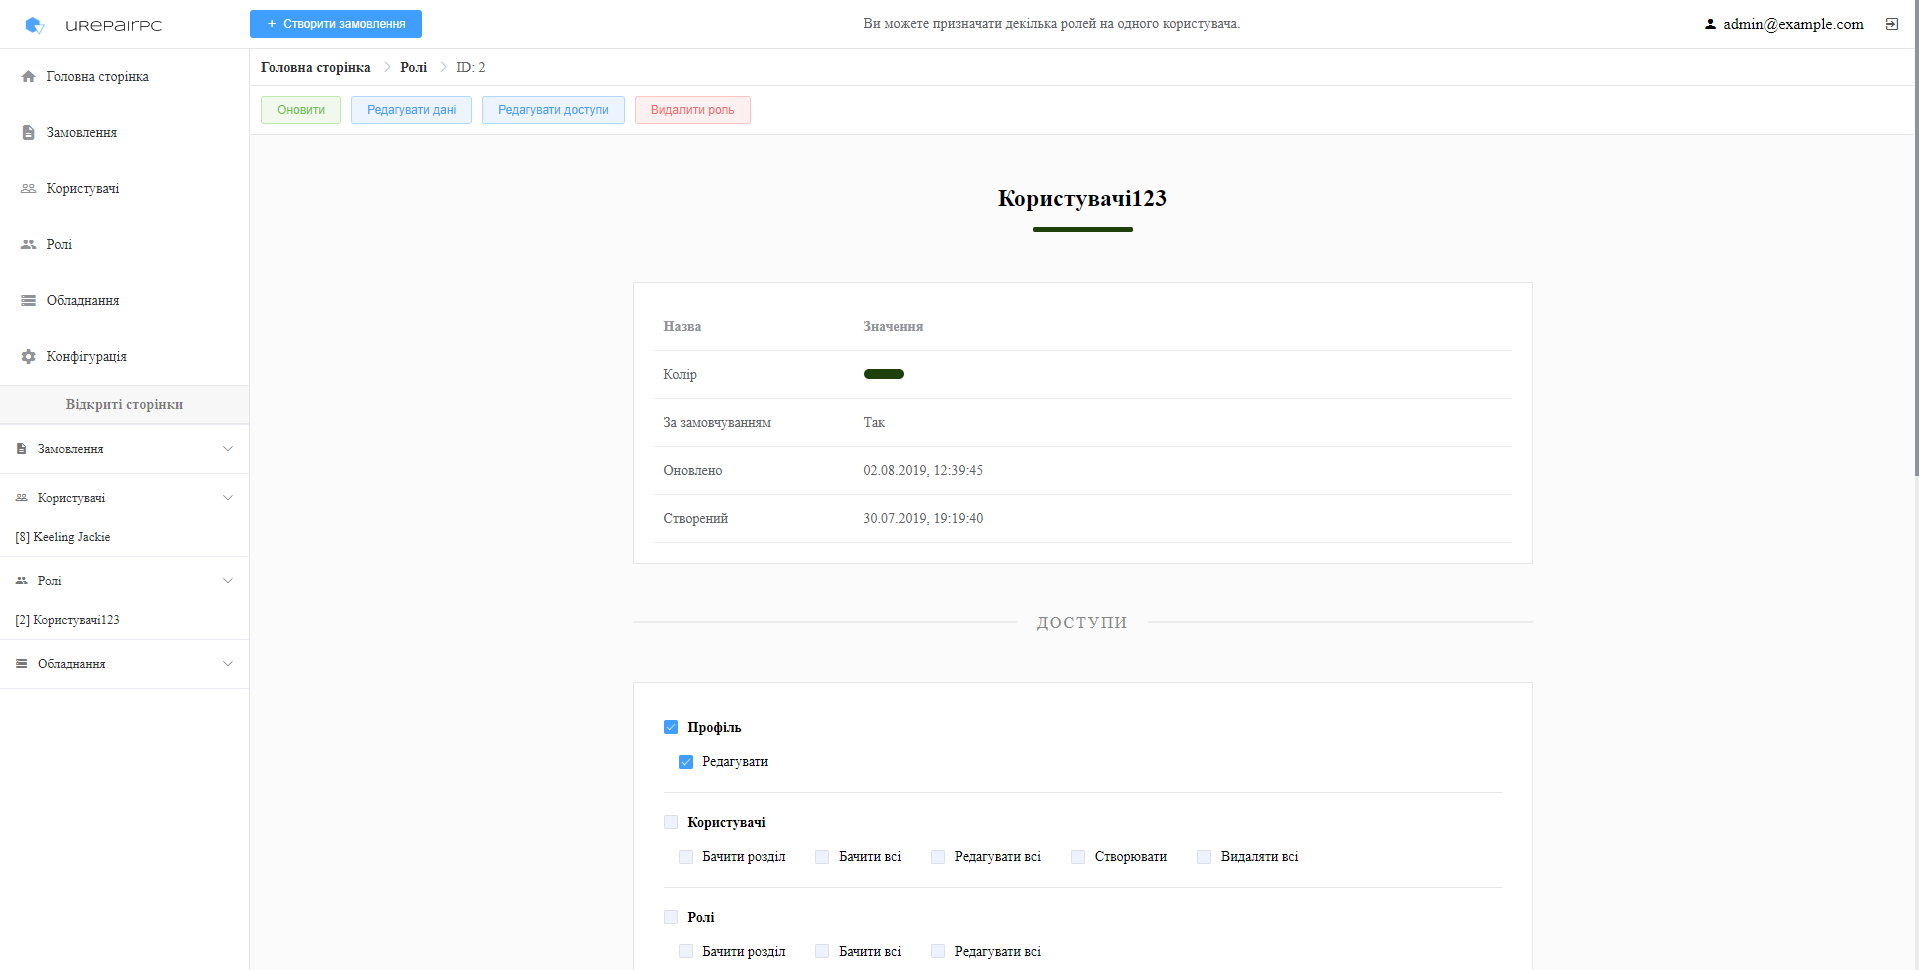 uRepairPC
+ Створити замовлення
Ви можете призначати декілька ролей на одного користувача.
admin@example.com
Головна сторінка
Замовлення
Користувачі
Ролі
Обладнання
Конфігурація
Відкриті сторінки
Замовлення
Користувачі
[8] Keeling Jackie
Ролі
[2] Користувачі123
Обладнання
Головна сторінка > Ролі > ID: 2
Оновити Редагувати дані Редагувати доступи Видалити роль
Користувачі123
Назва Значення
Колір
За замовчуванням Так
Оновлено 02.08.2019, 12:39:45
Створений 30.07.2019, 19:19:40
ДОСТУПИ
Профіль
Редагувати
Користувачі
Бачити розділ Бачити всі Редагувати всі Створювати Видаляти всі
Ролі
Бачити розділ Бачити всі Редагувати всі